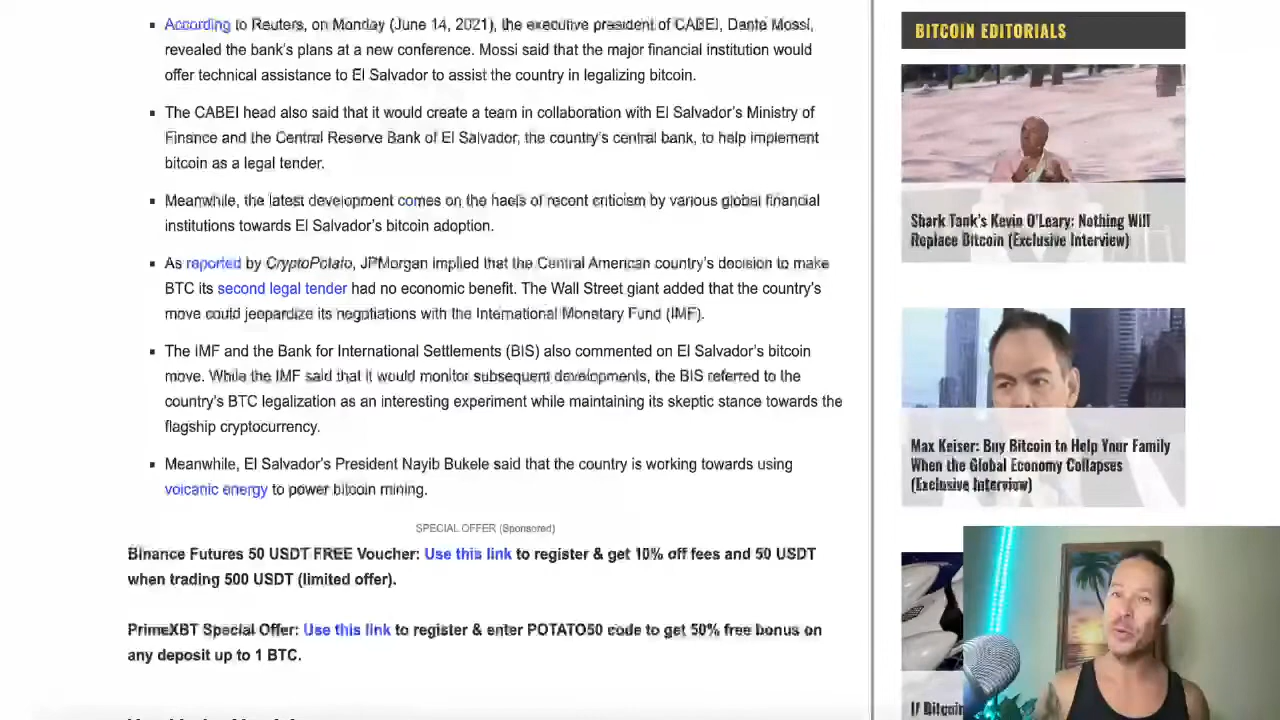 According to Reuters, on Monday (June 14, 2021), the executive president of CABEI, Dante Mossi,
revealed the bank's plans at a new conference. Mossi said that the major financial institution would
offer technical assistance to El Salvador to assist the country in legalizing bitcoin.
The CABEI head also said that it would create a team in collaboration with El Salvador's Ministry of
Finance and the Central Reserve Bank of El Salvador, the country's central bank, to help implement
bitcoin as a legal tender.
Meanwhile, the latest development comes on the heels of recent criticism by various global financial
institutions towards El Salvador's bitcoin adoption.
As reported by CryptoPotato, JPMorgan implied that the Central American country's decision to make
BTC its second legal tender had no economic benefit. The Wall Street giant added that the country's
move could jeopardize its negotiations with the International Monetary Fund (IMF).
The IMF and the Bank for International Settlements (BIS) also commented on El Salvador's bitcoin
move. While the IMF said that it would monitor subsequent developments, the BIS referred to the
country's BTC legalization as an interesting experiment while maintaining its skeptic stance towards the
flagship cryptocurrency.
Meanwhile, El Salvador's President Nayib Bukele said that the country is working towards using
volcanic energy to power bitcoin mining.
SPECIAL OFFER (Sponsored)
Binance Futures 50 USDT FREE Voucher: Use this link to register & get 10% off fees and 50 USDT
when trading 500 USDT (limited offer).
PrimeXBT Special Offer: Use this link to register & enter POTATO50 code to get 50% free bonus on
any deposit up to 1 BTC.
BITCOIN EDITORIALS
Shark Tank's Kevin O'Leary: Nothing Will
Replace Bitcoin (Exclusive Interview)
Max Keiser: Buy Bitcoin to Help Your Family
When the Global Economy Collapses
(Exclusive Interview)
If Bitcoin